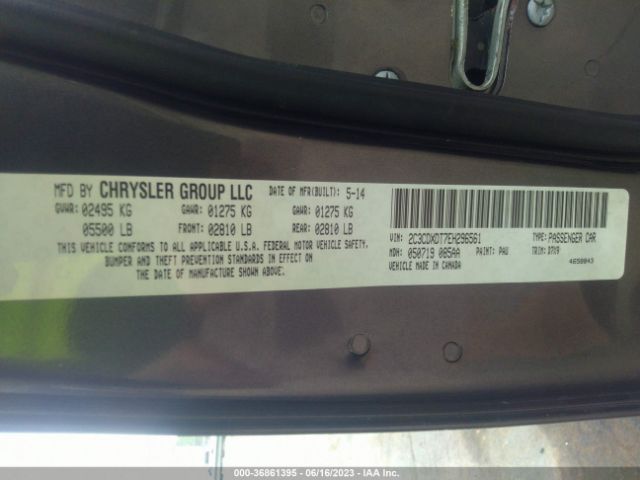 MFD BY CHRYSLER GROUP LLC DATE OF MFR(BUILT): 5-14
GVWR: 02495 KG GAWR: 01275 KG GAWR: 01275 KG
05500 LB FRONT: 02810 LB REAR: 02810 LB
THIS VEHICLE CONFORMS TO ALL APPLICABLE U.S.A. FEDERAL MOTOR VEHICLE SAFETY,
BUMPER AND THEFT PREVENTION STANDARDS IN EFFECT ON
THE DATE OF MANUFACTURE SHOWN ABOVE.
VIN: 2C3CDXDT7EH296561 TYPE: PASSENGER CAR
MDH: 050719 085AA PAINT: PAU TRIM: D7X9
VEHICLE MADE IN CANADA 4658043
000-36861395 - 06/16/2023 - IAA Inc.